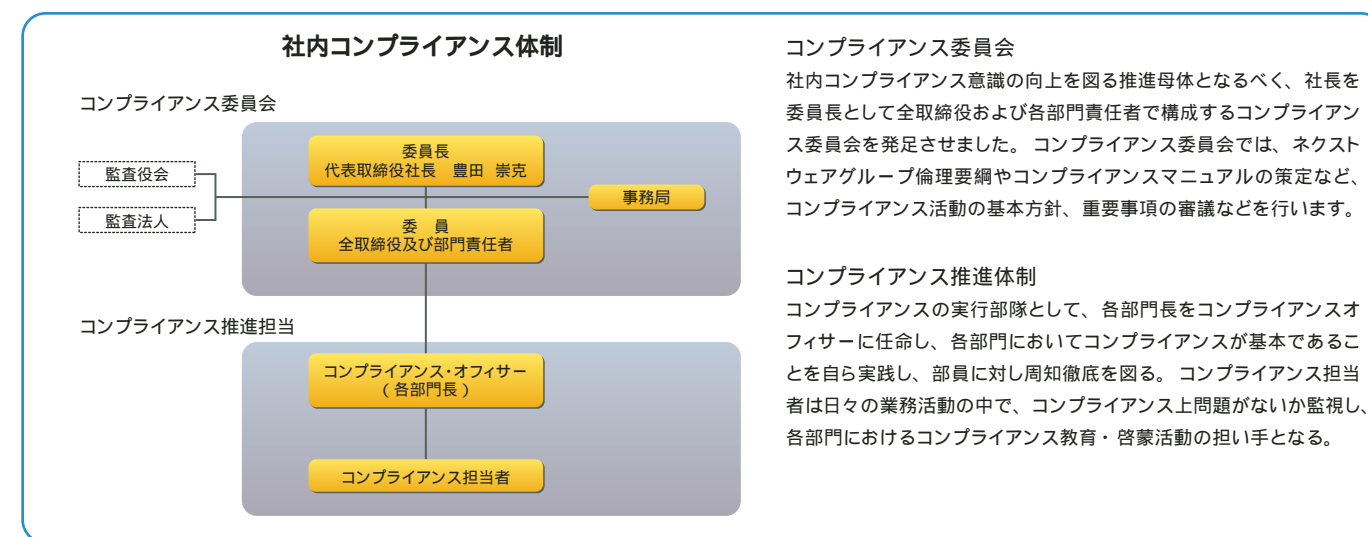 社内コンプライアンス体制
コンプライアンス委員会
委員長
代表取締役社長 豊田 崇克
監査役会
事務局
監査法人
委 員
全取締役及び部門責任者
コンプライアンス推進担当
コンプライアンス・オフィサー
(各部門長)
コンプライアンス担当者
コンプライアンス委員会
社内コンプライアンス意識の向上を図る推進母体となるべく、社長を
委員長として全取締役および各部門責任者で構成するコンプライアン
ス委員会を発足させました。コンプライアンス委員会では、ネクスト
ウェアグループ倫理要綱やコンプライアンスマニュアルの策定など、
コンプライアンス活動の基本方針、重要事項の審議などを行います。
コンプライアンス推進体制
コンプライアンスの実行部隊として、各部門長をコンプライアンスオ
フィサーに任命し、各部門においてコンプライアンスが基本であるこ
とを自ら実践し、部員に対し周知徹底を図る。コンプライアンス担当
者は日々の業務活動の中で、コンプライアンス上問題がないか監視し、
各部門におけるコンプライアンス教育・啓蒙活動の担い手となる。